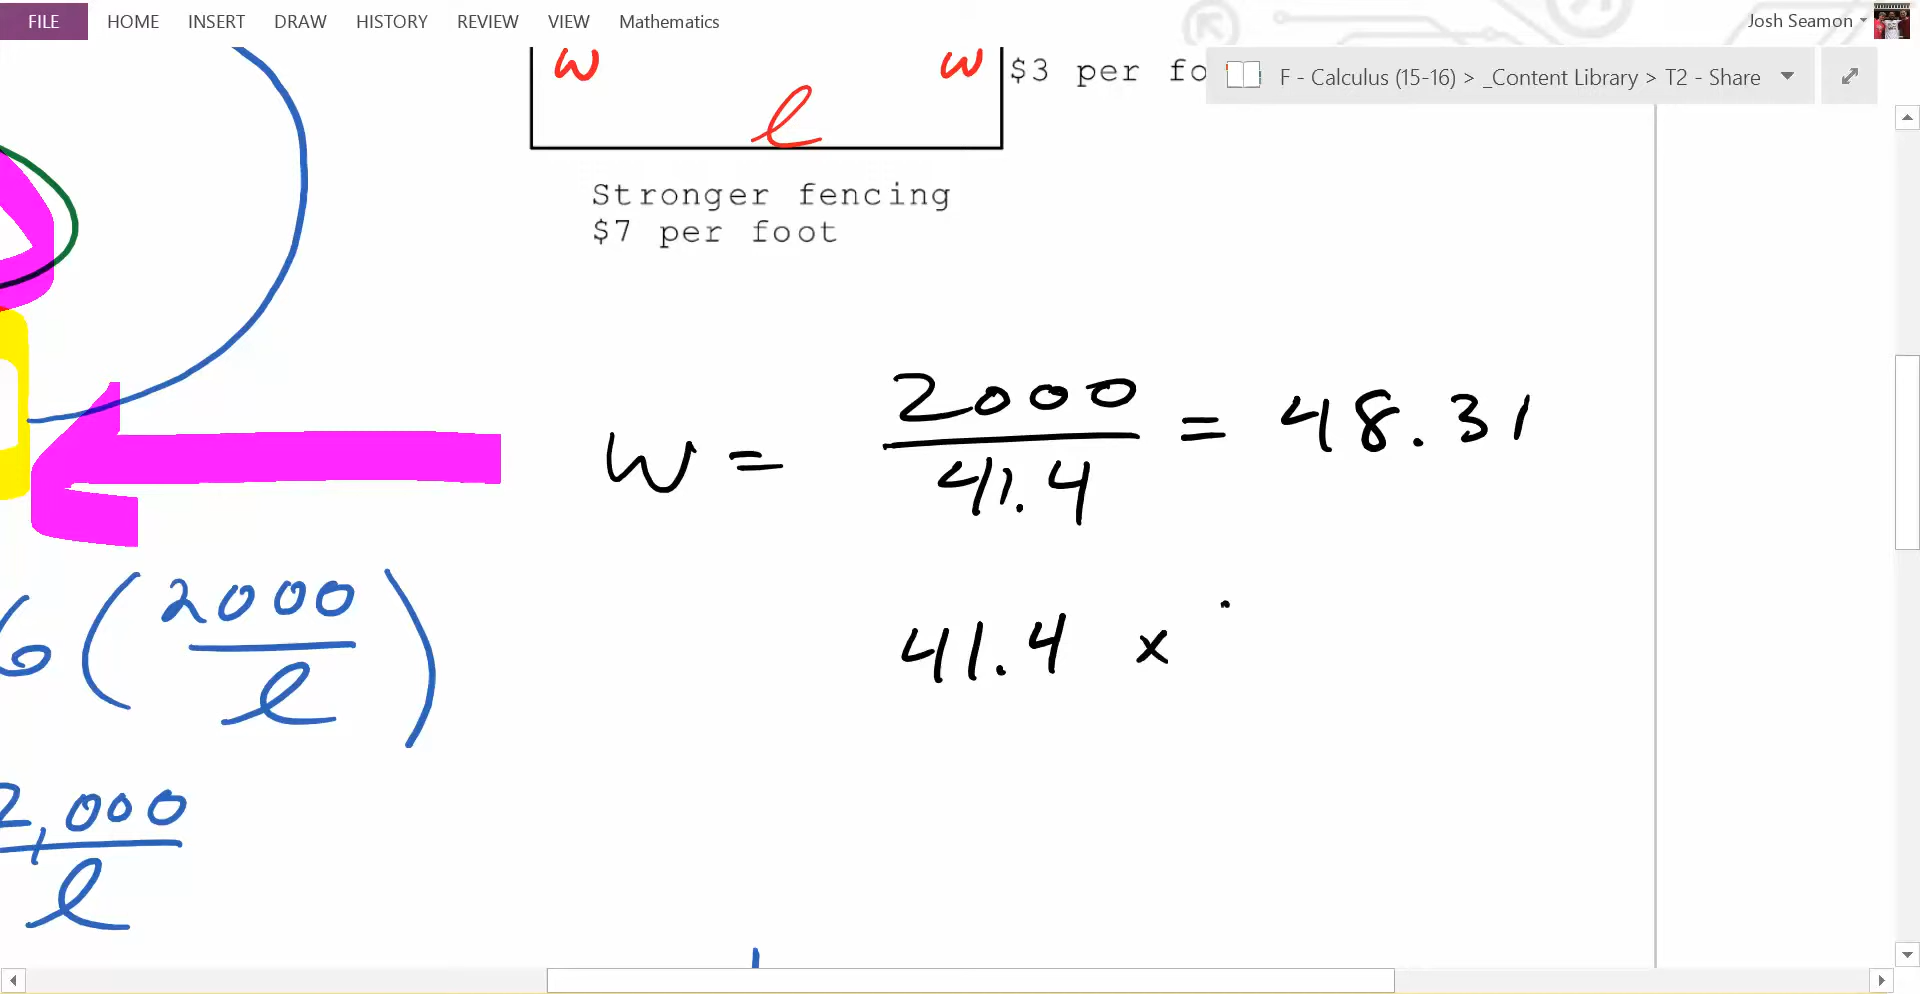 FILE HOME INSERT DRAW HISTORY REVIEW VIEW Mathematics Josh Seamon
F - Calculus (15-16) > _Content Library > T2 - Share
w w $3 per fo
l
Stronger fencing
$7 per foot
w = 2000/41.4 = 48.31
41.4 x
6(2000/l)
2,000/l